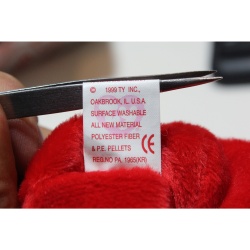 © 1999 TY INC.,
OAKBROOK, IL. U.S.A.
SURFACE WASHABLE
ALL NEW MATERIAL
POLYESTER FIBER
& P.E. PELLETS
REG.NO PA. 1965(KR)
CE